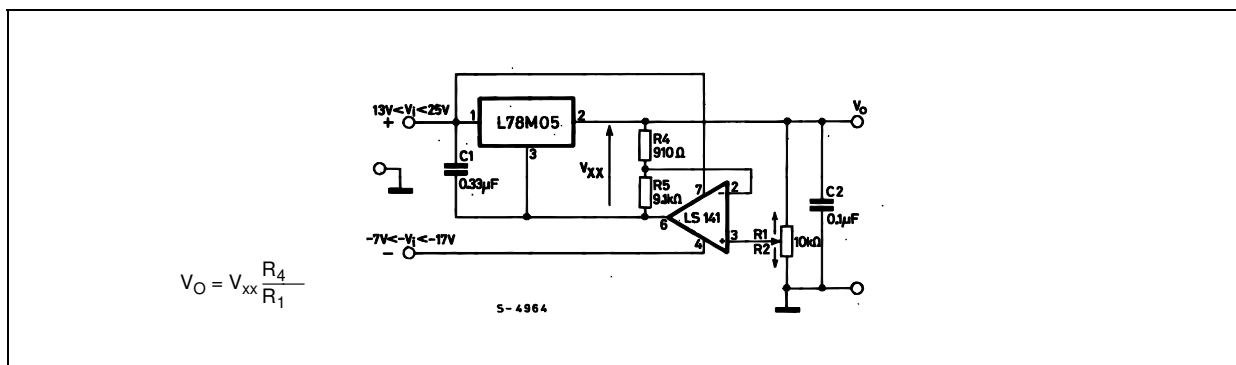 13V<Vi<25V
+
1
L78M05
2
Vo
3
C1
0.33µF
VXX
R4
910Ω
R5
9.1kΩ
7
2
-
LS 141
6
4
+
3
R1
R2
10kΩ
C2
0.1µF
-7V<-Vi<-17V
-
VO = Vxx R4
R1
S-4964